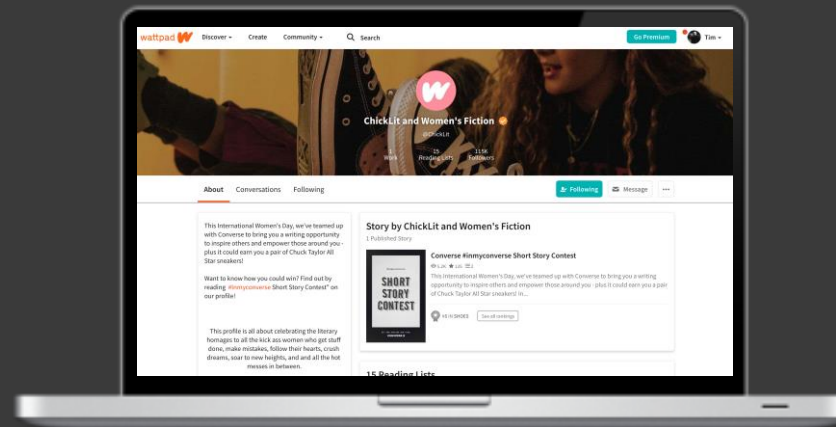 wattpad
Discover
Create
Community
Search
Go Premium
Tim
ChickLit and Women's Fiction
@ChickLit
1
Work
15
Reading Lists
Followers
About
Conversations
Following
Following
Message
This International Women's Day, we've teamed up
with Converse to bring you a writing opportunity
to inspire others and empower those around you -
plus it could earn you a pair of Chuck Taylor All
Star sneakers!
Want to know how you could win? Find out by
reading #inmyconverse Short Story Contest" on
our profile!
This profile is all about celebrating the literary
homages to all the kick ass women who get stuff
done, make mistakes, follow their hearts, crush
dreams, soar to new heights, and and all the hot
messes in between.
Story by ChickLit and Women's Fiction
1 Published Story
Converse #inmyconverse Short Story Contest
This International Women's Day, we've teamed up with Converse to bring you a writing
opportunity to inspire others and empower those around you - plus it could earn you a pair
of Chuck Taylor All Star sneakers! In...
SHORT
STORY
CONTEST
IN SHOES
See all rankings
15 Reading Lists